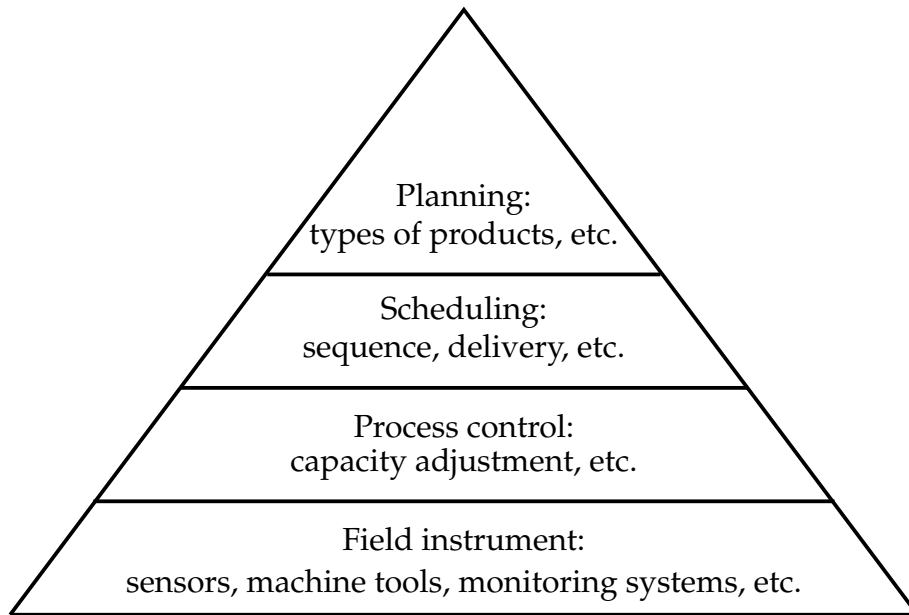 Planning:
types of products, etc.
Scheduling:
sequence, delivery, etc.
Process control:
capacity adjustment, etc.
Field instrument:
sensors, machine tools, monitoring systems, etc.